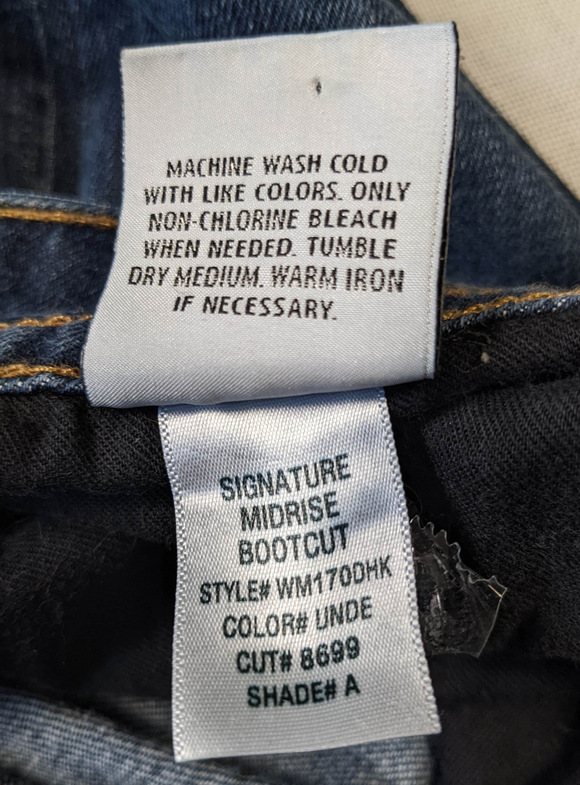 MACHINE WASH COLD
WITH LIKE COLORS. ONLY
NON-CHLORINE BLEACH
WHEN NEEDED. TUMBLE
DRY MEDIUM. WARM IRON
IF NECESSARY.
SIGNATURE
MIDRISE
BOOTCUT
STYLE# WM170DHK
COLOR# UNDE
CUT# 8699
SHADE# A